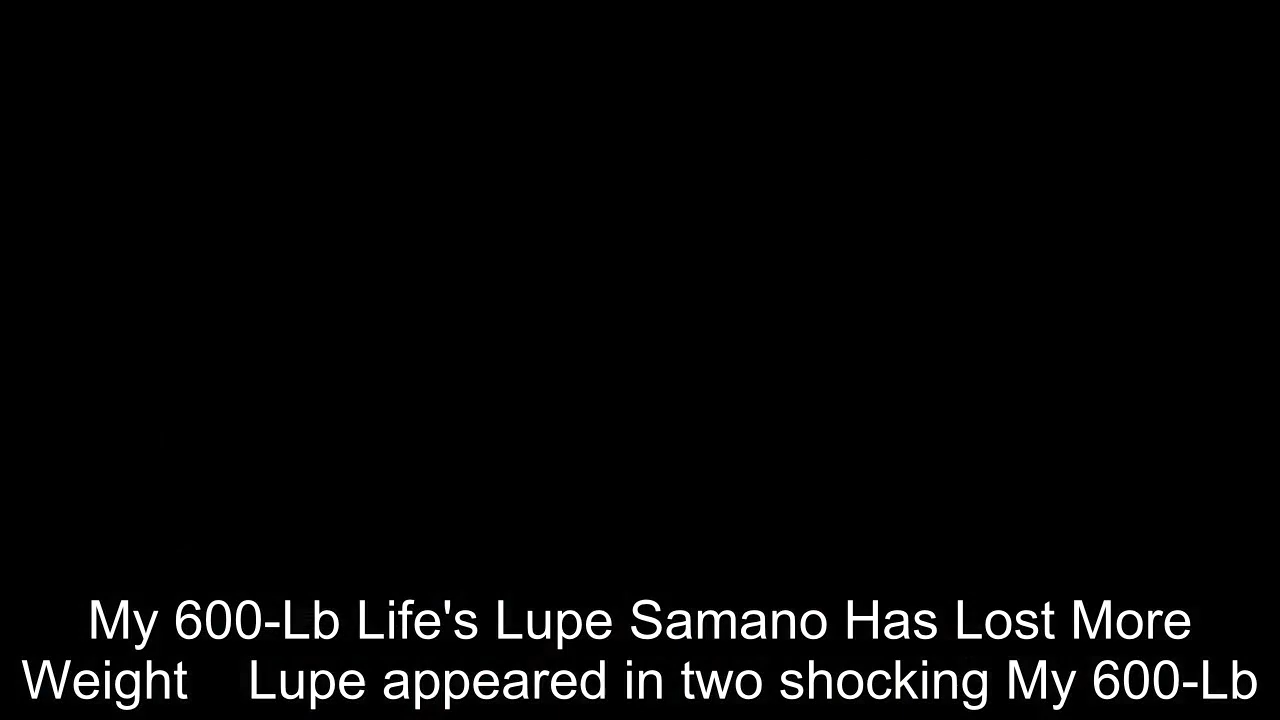 My 600-Lb Life's Lupe Samano Has Lost More
Weight    Lupe appeared in two shocking My 600-Lb